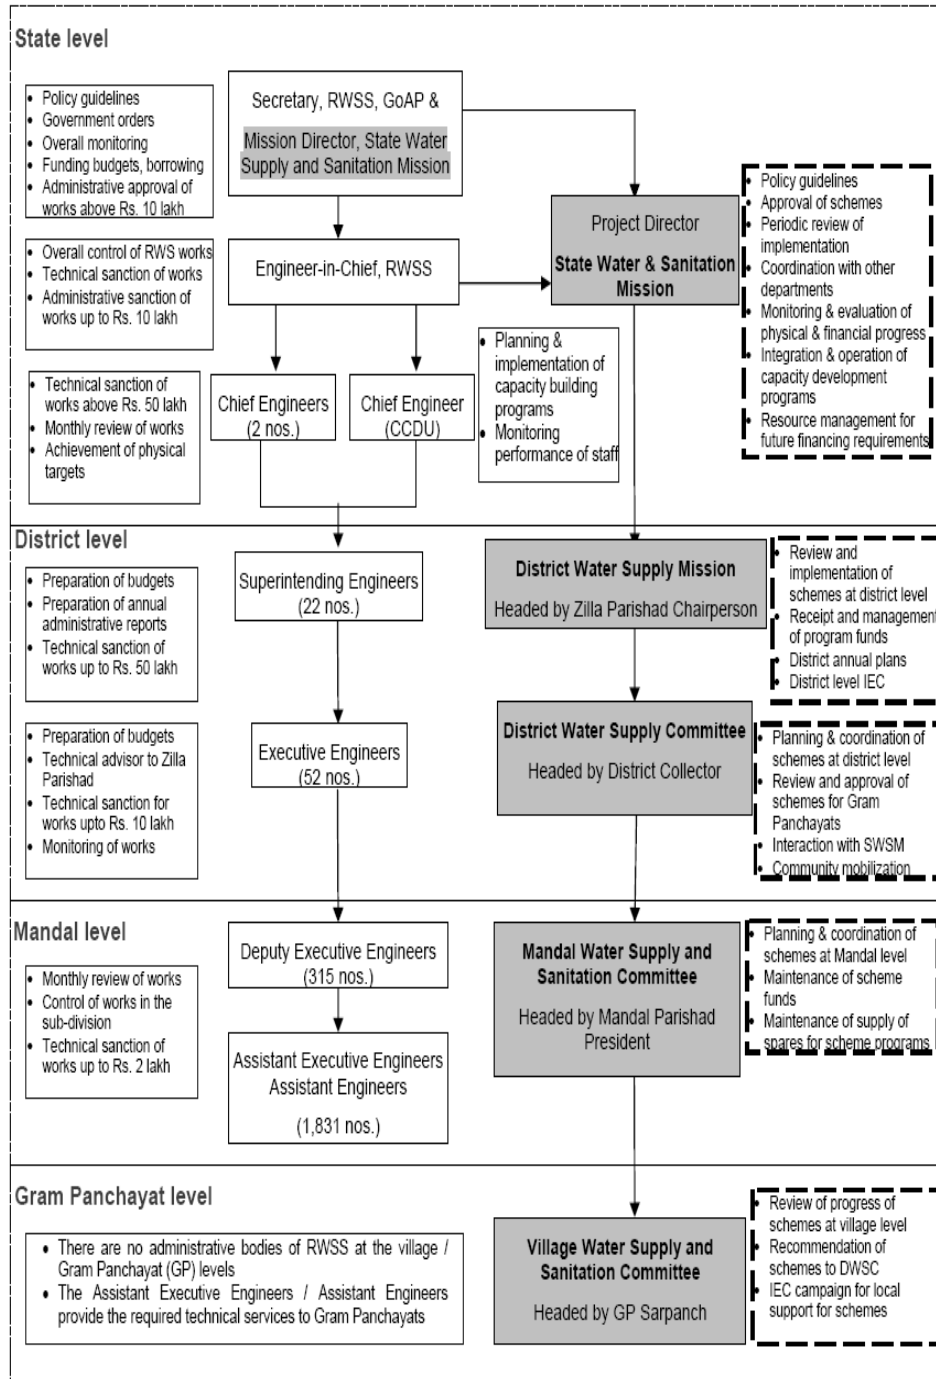 State level
• Policy guidelines
• Government orders
• Overall monitoring
• Funding budgets, borrowing
• Administrative approval of
works above Rs. 10 lakh
Secretary, RWSS, GoAP &
Mission Director, State Water
Supply and Sanitation Mission
Project Director
State Water & Sanitation
Mission
• Policy guidelines
• Approval of schemes
• Periodic review of
implementation
• Coordination with other
departments
• Monitoring & evaluation of
physical & financial progress
• Integration & operation of
capacity development
programs
• Resource management for
future financing requirements
• Overall control of RWS works
• Technical sanction of works
• Administrative sanction of
works up to Rs. 10 lakh
Engineer-in-Chief, RWSS
• Technical sanction of
works above Rs. 50 lakh
• Monthly review of works
• Achievement of physical
targets
Chief Engineers
(2 nos.)
Chief Engineer
(CCDU)
• Planning &
implementation of
capacity building
programs
• Monitoring
performance of staff
District level
• Preparation of budgets
• Preparation of annual
administrative reports
• Technical sanction of
works up to Rs. 50 lakh
Superintending Engineers
(22 nos.)
District Water Supply Mission
Headed by Zilla Parishad Chairperson
• Review and
implementation of
schemes at district level
• Receipt and management
of program funds
• District annual plans
• District level IEC
• Preparation of budgets
• Technical advisor to Zilla
Parishad
• Technical sanction for
works upto Rs. 10 lakh
• Monitoring of works
Executive Engineers
(52 nos.)
District Water Supply Committee
Headed by District Collector
• Planning & coordination of
schemes at district level
• Review and approval of
schemes for Gram
Panchayats
• Interaction with SWSM
• Community mobilization
Mandal level
• Monthly review of works
• Control of works in the
sub-division
• Technical sanction of
works up to Rs. 2 lakh
Deputy Executive Engineers
(315 nos.)
Assistant Executive Engineers
Assistant Engineers
(1,831 nos.)
Mandal Water Supply and
Sanitation Committee
Headed by Mandal Parishad
President
• Planning & coordination of
schemes at Mandal level
• Maintenance of scheme
funds
• Maintenance of supply of
spares for scheme programs
Gram Panchayat level
• There are no administrative bodies of RWSS at the village /
Gram Panchayat (GP) levels
• The Assistant Executive Engineers / Assistant Engineers
provide the required technical services to Gram Panchayats
Village Water Supply and
Sanitation Committee
Headed by GP Sarpanch
• Review of progress of
schemes at village level
• Recommendation of
schemes to DWSC
• IEC campaign for local
support for schemes